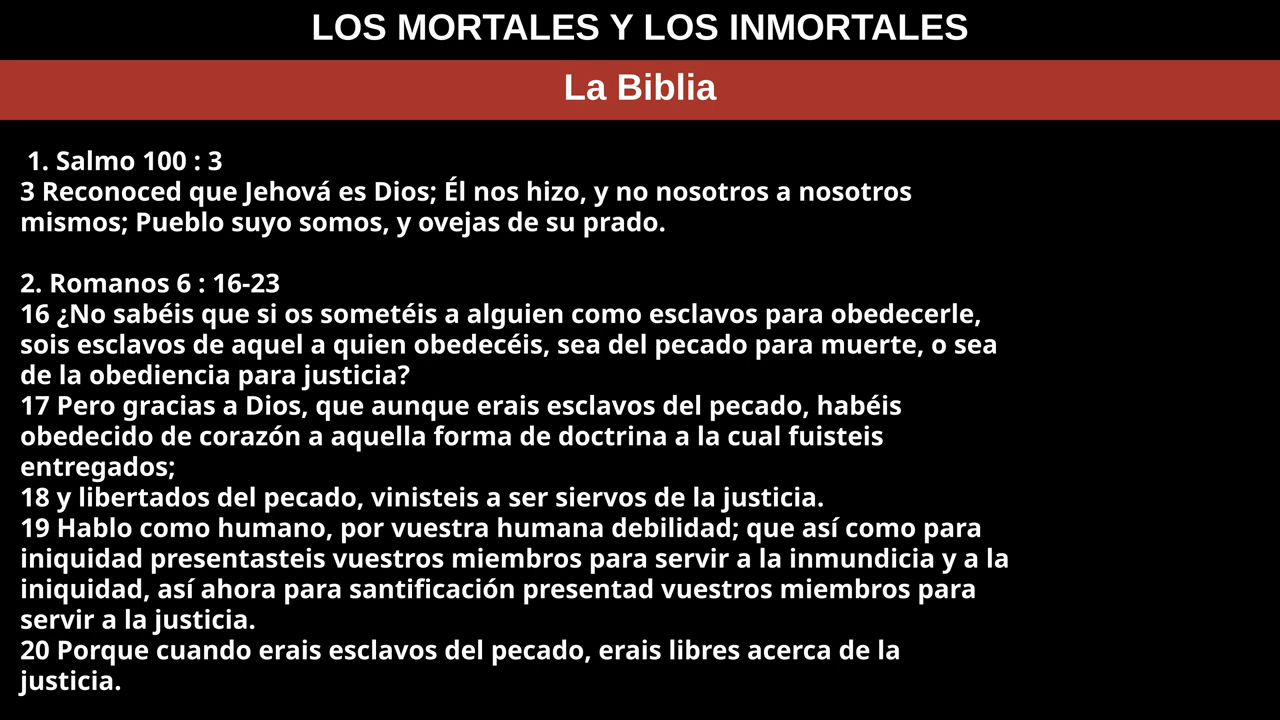 LOS MORTALES Y LOS INMORTALES
La Biblia
1. Salmo 100 : 3
3 Reconoced que Jehová es Dios; Él nos hizo, y no nosotros a nosotros
mismos; Pueblo suyo somos, y ovejas de su prado.
2. Romanos 6 : 16-23
16 ¿No sabéis que si os sometéis a alguien como esclavos para obedecerle,
sois esclavos de aquel a quien obedecéis, sea del pecado para muerte, o sea
de la obediencia para justicia?
17 Pero gracias a Dios, que aunque erais esclavos del pecado, habéis
obedecido de corazón a aquella forma de doctrina a la cual fuisteis
entregados;
18 y libertados del pecado, vinisteis a ser siervos de la justicia.
19 Hablo como humano, por vuestra humana debilidad; que así como para
iniquidad presentasteis vuestros miembros para servir a la inmundicia y a la
iniquidad, así ahora para santificación presentad vuestros miembros para
servir a la justicia.
20 Porque cuando erais esclavos del pecado, erais libres acerca de la
justicia.